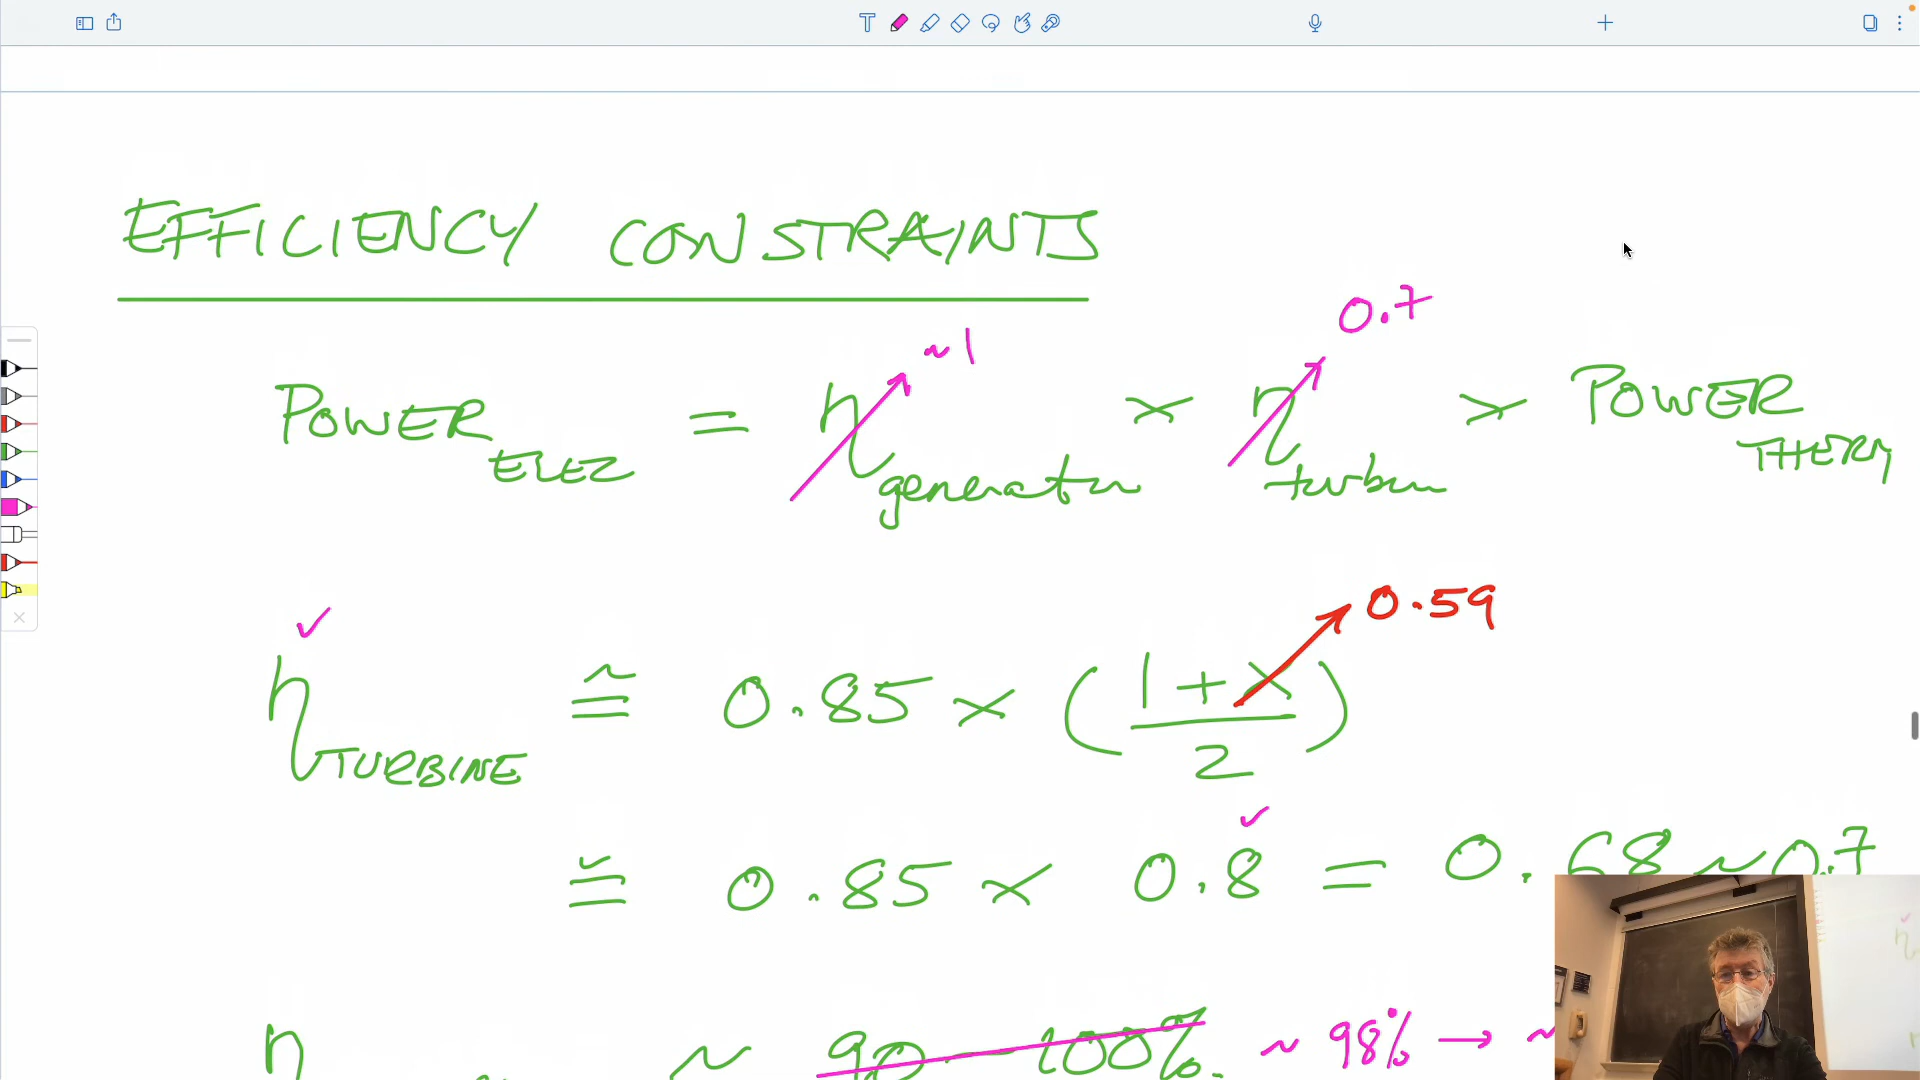 EFFICIENCY CONSTRAINTS
~1
0.7
POWER ELEC = η generator × η turbine × POWER THERM
0.59
η TURBINE ≅ 0.85 × (1+X / 2)
≅ 0.85 × 0.8 = 0.68 ~ 0.7
η ~ 90 - 100%. ~ 98% → ~